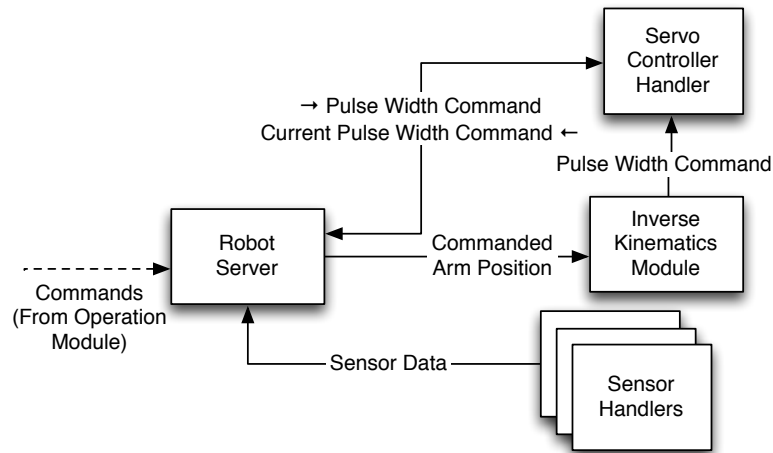 Servo
Controller
Handler
→ Pulse Width Command
Current Pulse Width Command ←
Pulse Width Command
Robot
Server
Commanded
Arm Position
Inverse
Kinematics
Module
Commands
(From Operation
Module)
Sensor Data
Sensor
Handlers